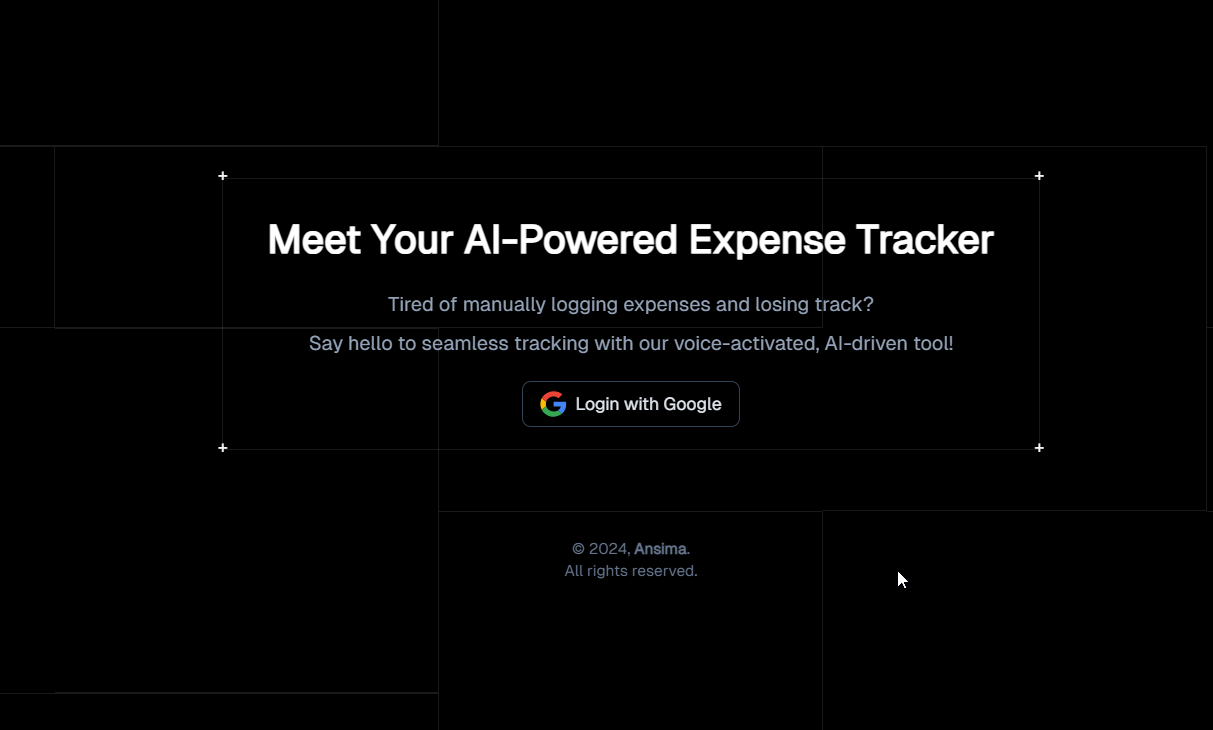 Meet Your AI-Powered Expense Tracker
Tired of manually logging expenses and losing track?
Say hello to seamless tracking with our voice-activated, AI-driven tool!
Login with Google
© 2024, Ansima.
All rights reserved.